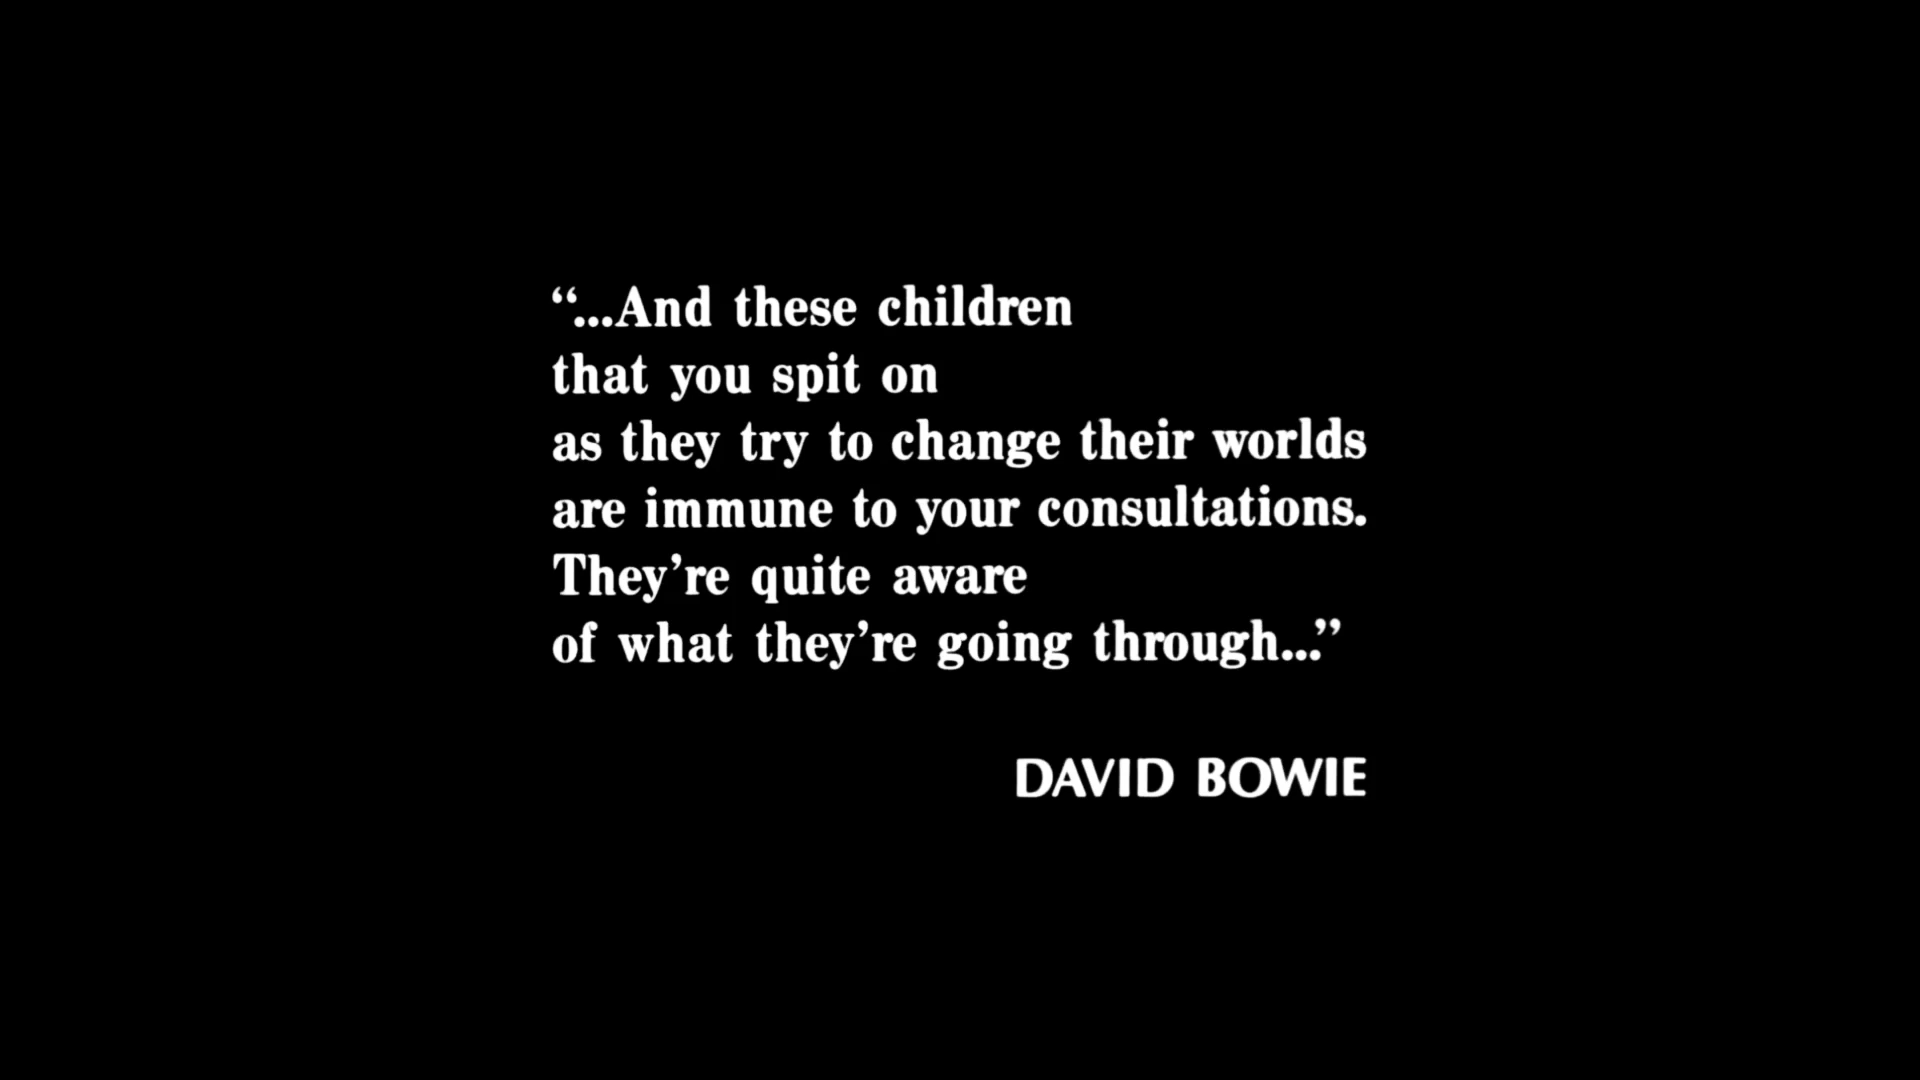 “...And these children
that you spit on
as they try to change their worlds
are immune to your consultations.
They’re quite aware
of what they’re going through...”
DAVID BOWIE